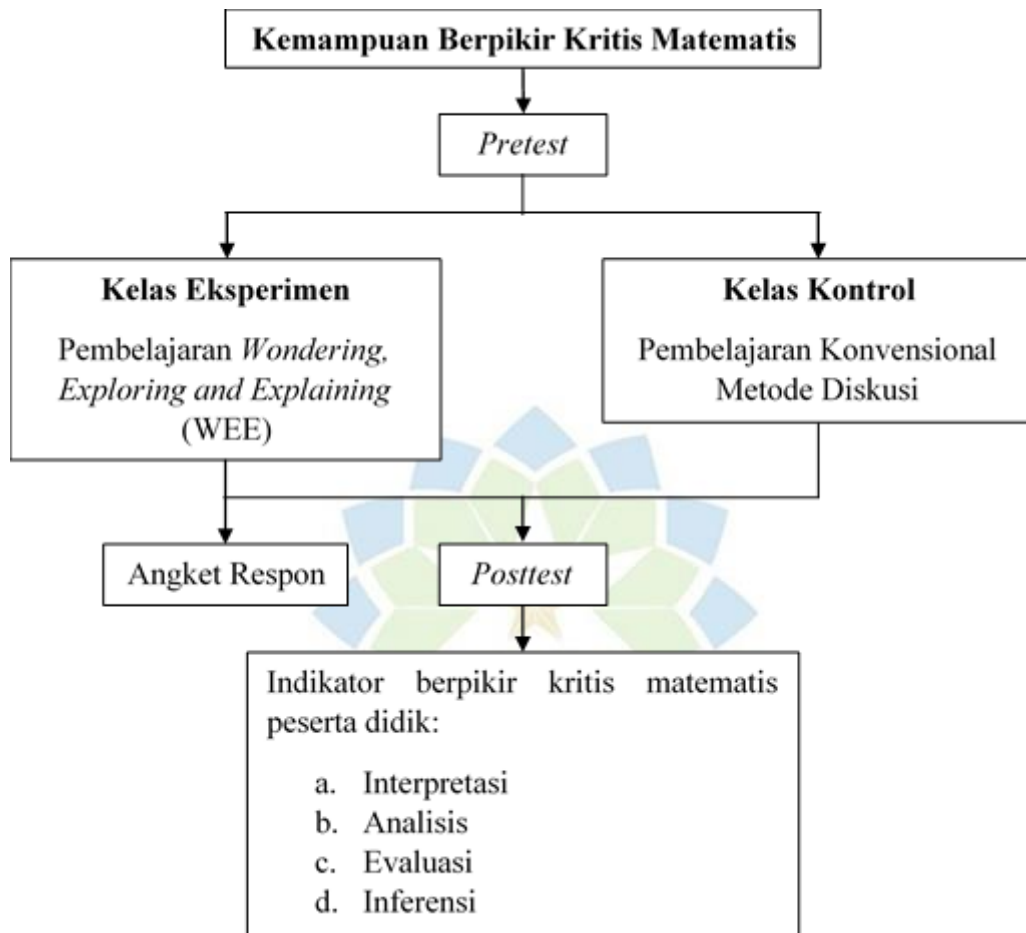 Kemampuan Berpikir Kritis Matematis
Pretest
Kelas Eksperimen
Pembelajaran Wondering,
Exploring and Explaining
(WEE)
Kelas Kontrol
Pembelajaran Konvensional
Metode Diskusi
Angket Respon
Posttest
Indikator berpikir kritis matematis
peserta didik:
a. Interpretasi
b. Analisis
c. Evaluasi
d. Inferensi